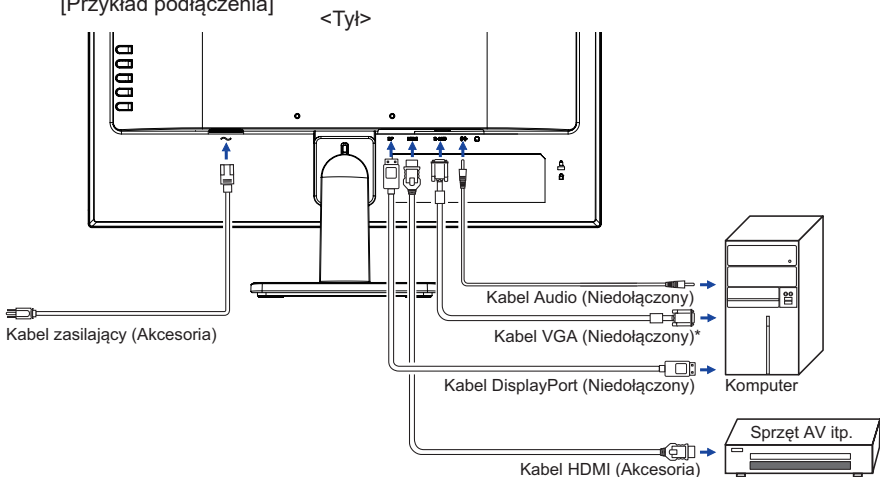 [Przykład podłączenia]
<Tył>
Kabel Audio (Niedołączony)
Kabel zasilający (Akcesoria)
Kabel VGA (Niedołączony)*
Kabel DisplayPort (Niedołączony)
Komputer
Sprzęt AV itp.
Kabel HDMI (Akcesoria)